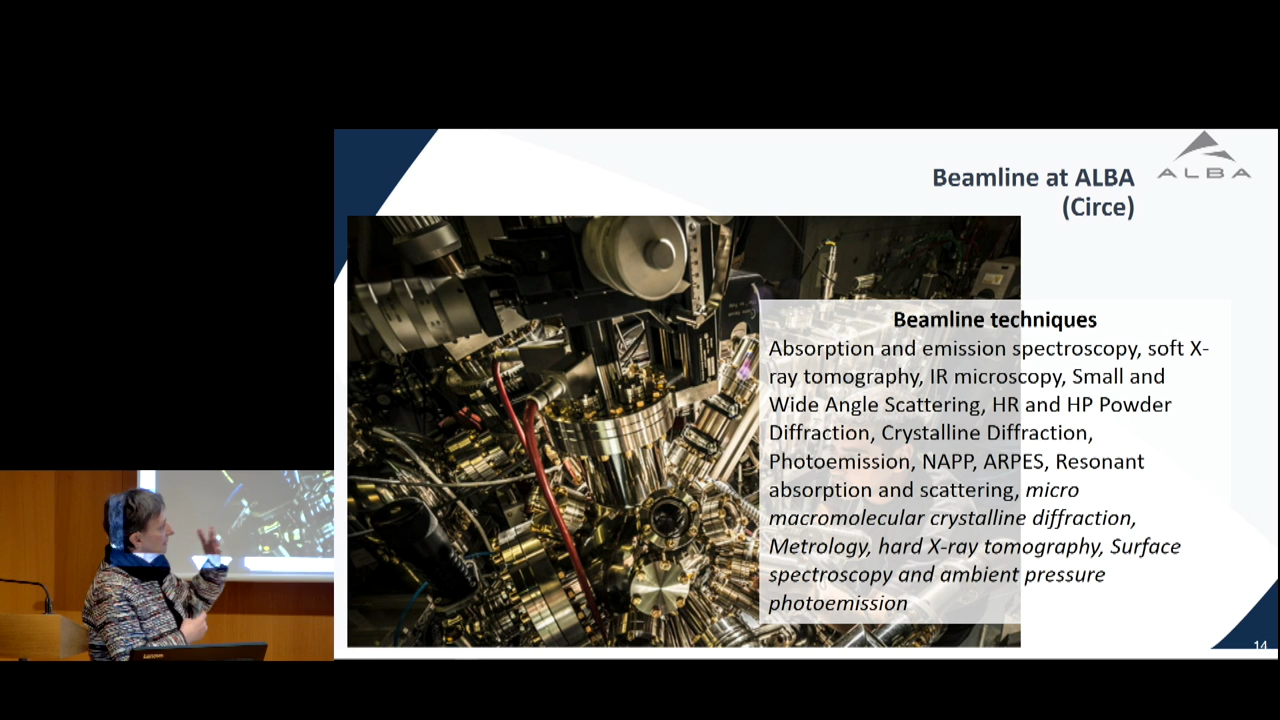 Beamline at ALBA
(Circe)
ALBA
Beamline techniques
Absorption and emission spectroscopy, soft X-
ray tomography, IR microscopy, Small and
Wide Angle Scattering, HR and HP Powder
Diffraction, Crystalline Diffraction,
Photoemission, NAPP, ARPES, Resonant
absorption and scattering, micro
macromolecular crystalline diffraction,
Metrology, hard X-ray tomography, Surface
spectroscopy and ambient pressure
photoemission
14
Lenovo